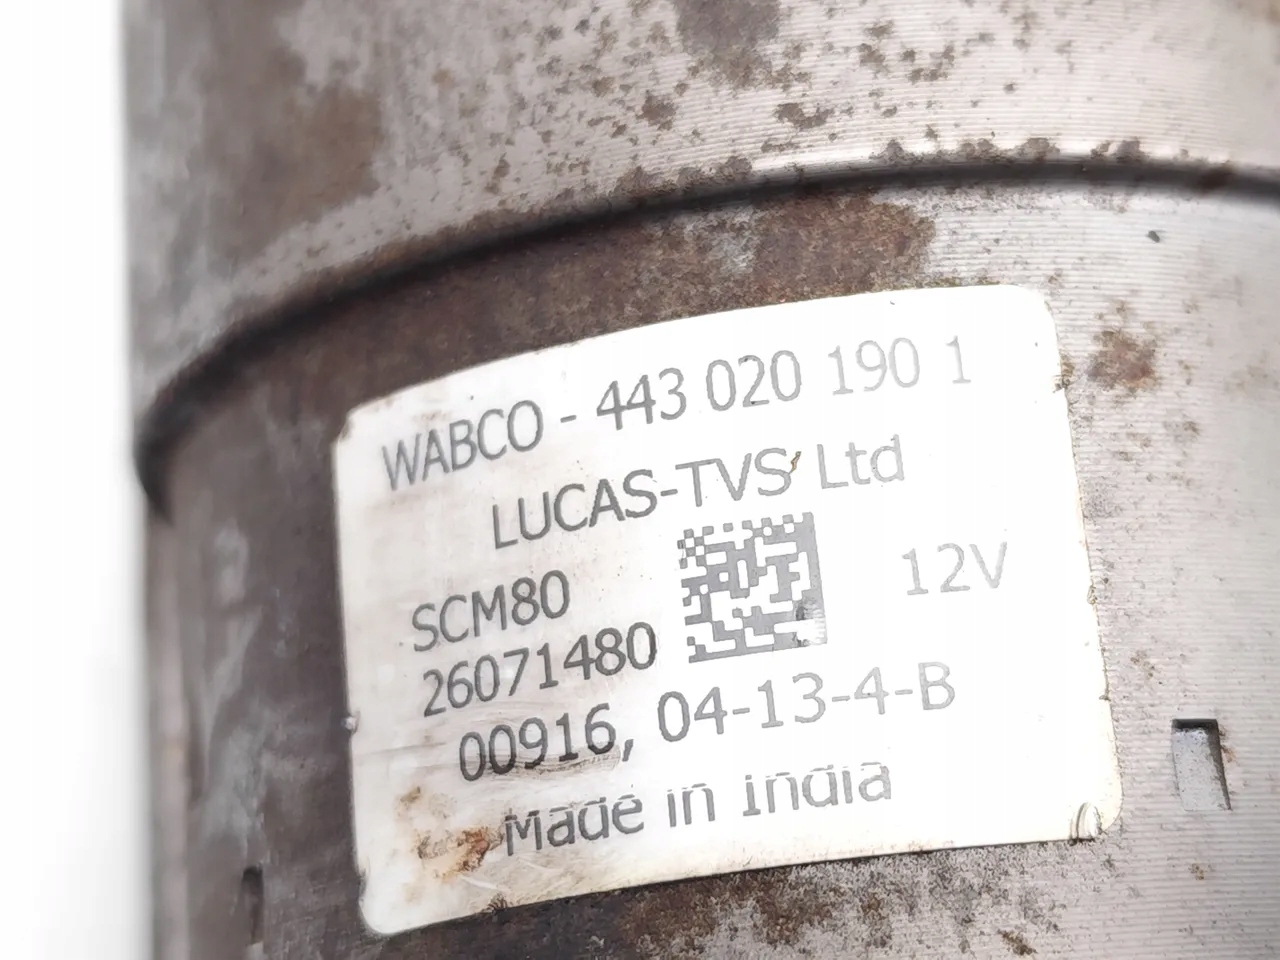 WABCO - 443 020 190 1
LUCAS-TVS Ltd
SCM80
12V
26071480
00916, 04-13-4-B
Made in India